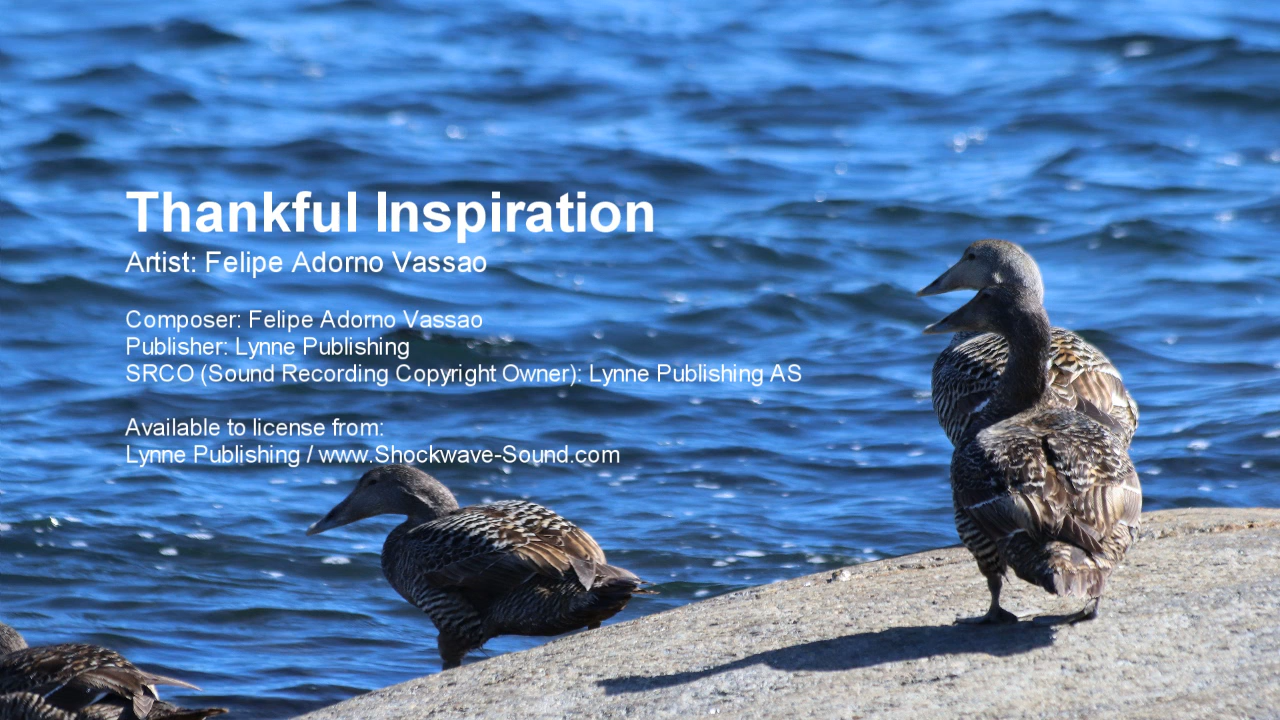 Thankful Inspiration
Artist: Felipe Adorno Vassao
Composer: Felipe Adorno Vassao
Publisher: Lynne Publishing
SRCO (Sound Recording Copyright Owner): Lynne Publishing AS
Available to license from:
Lynne Publishing / www.Shockwave-Sound.com